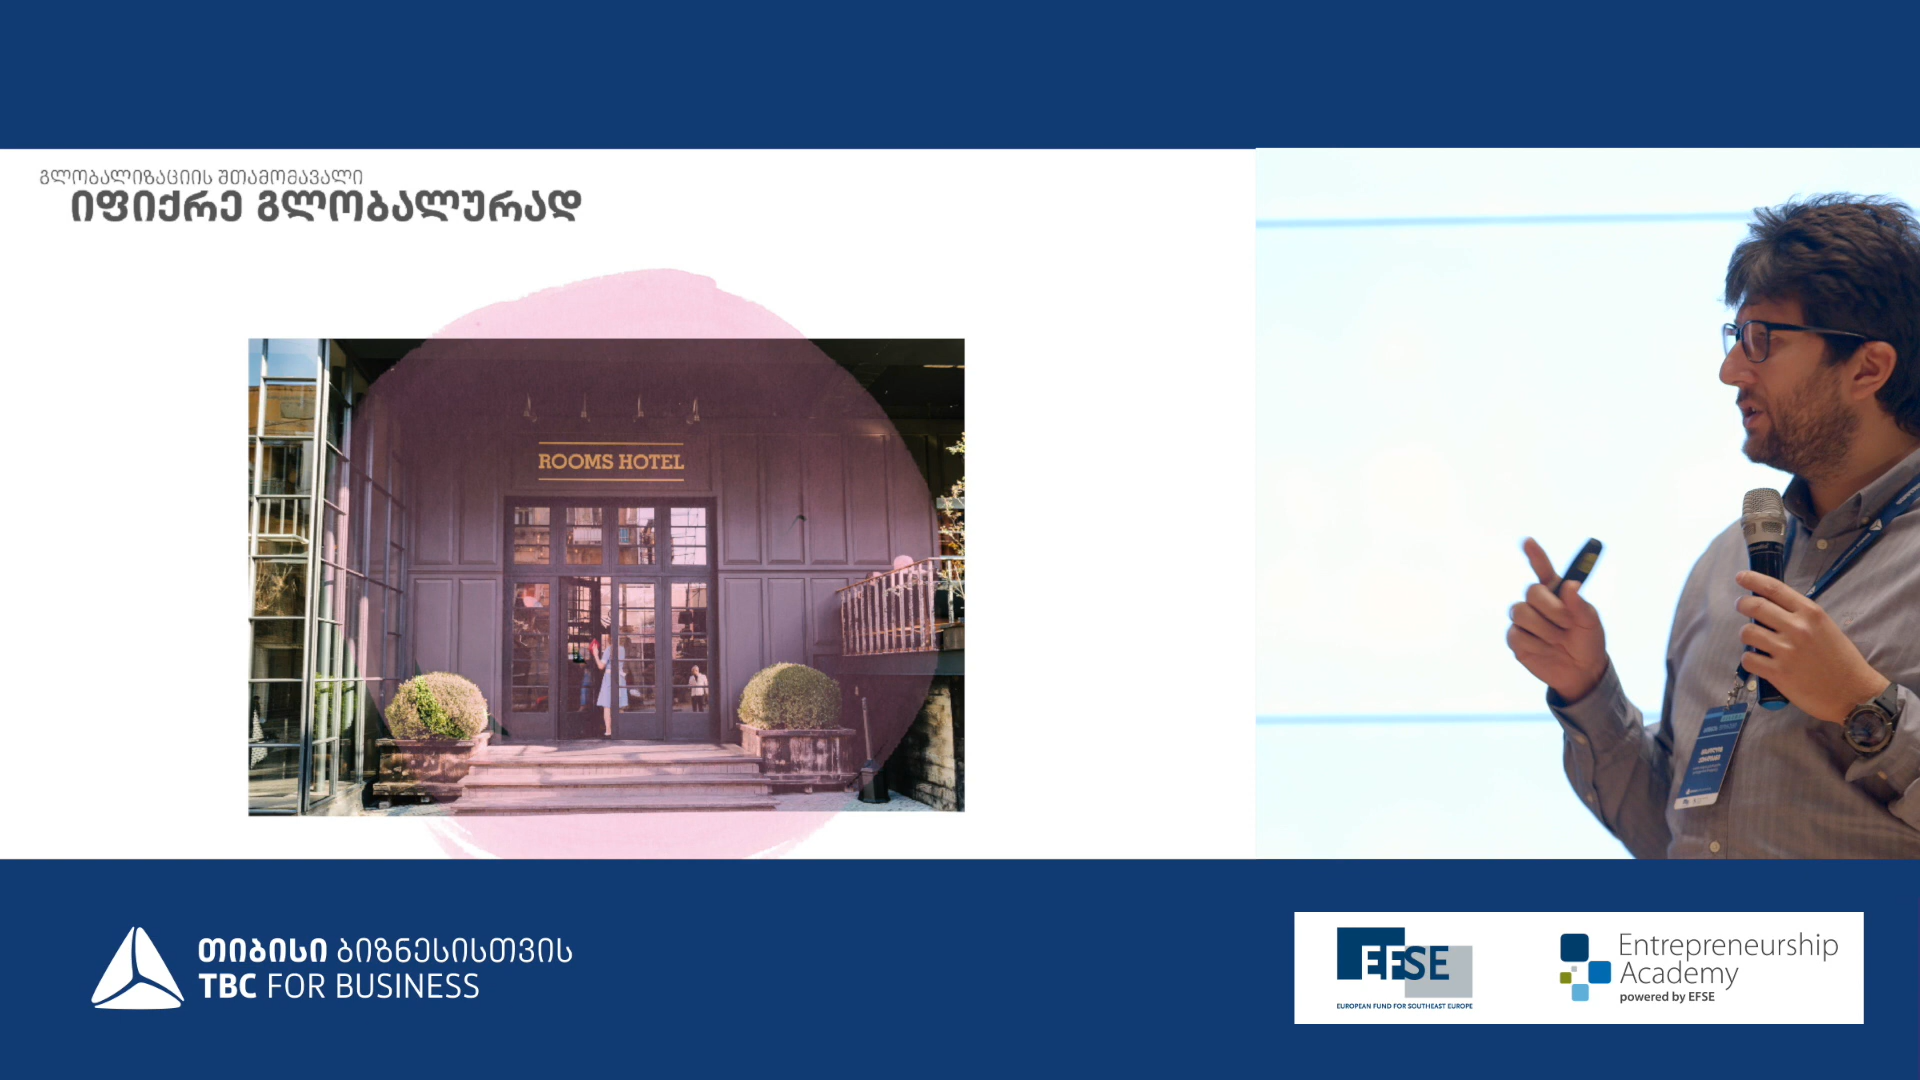 გლობალიზაციის შთამომავალი
იფიქრე გლობალურად
ROOMS HOTEL
თიბისი ბიზნესისთვის
TBC FOR BUSINESS
EFSE
EUROPEAN FUND FOR SOUTHEAST EUROPE
Entrepreneurship
Academy
powered by EFSE